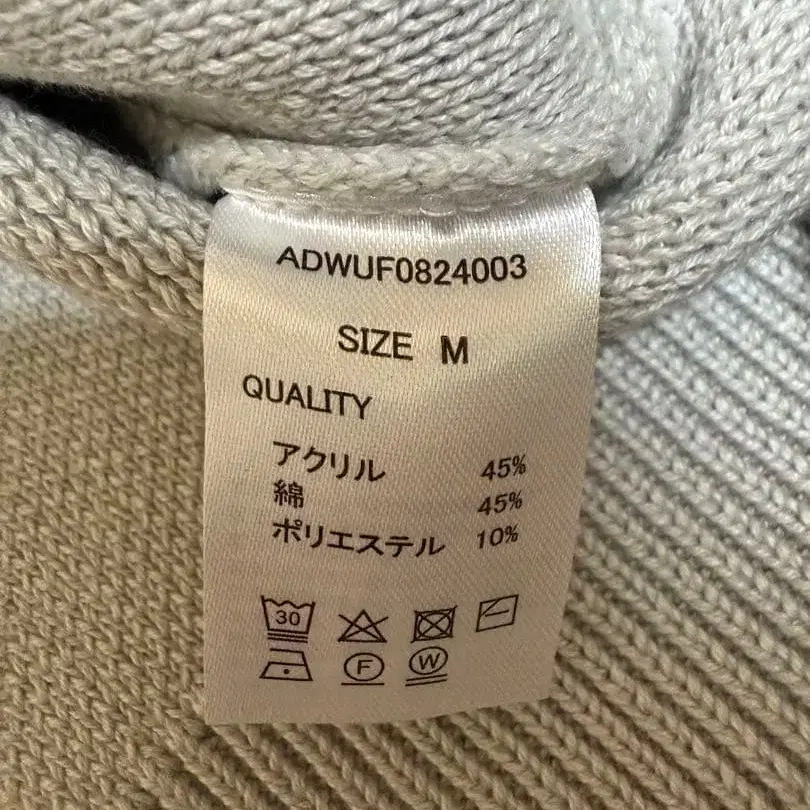 ADWUF0824003
SIZE M
QUALITY
アクリル 45%
綿 45%
ポリエステル 10%
30
F W